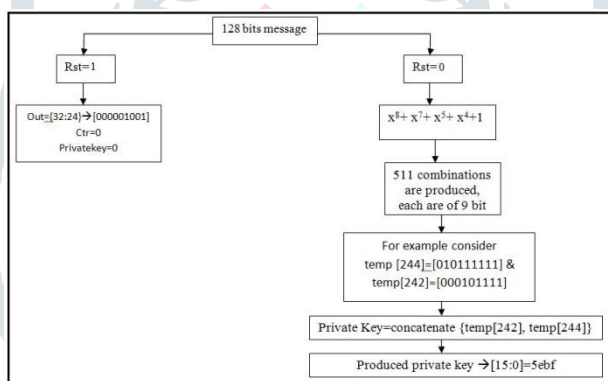 128 bits message
Rst=1
Rst=0
Out=[32:24}→[000001001]
Ctr=0
Privatekey=0
x⁸+ x⁷+ x⁵+ x⁴+1
511 combinations
are produced,
each are of 9 bit
For example consider
temp [244]=[010111111] &
temp[242]=[000101111]
Private Key=concatenate {temp[242], temp[244]}
Produced private key →[15:0]=5ebf